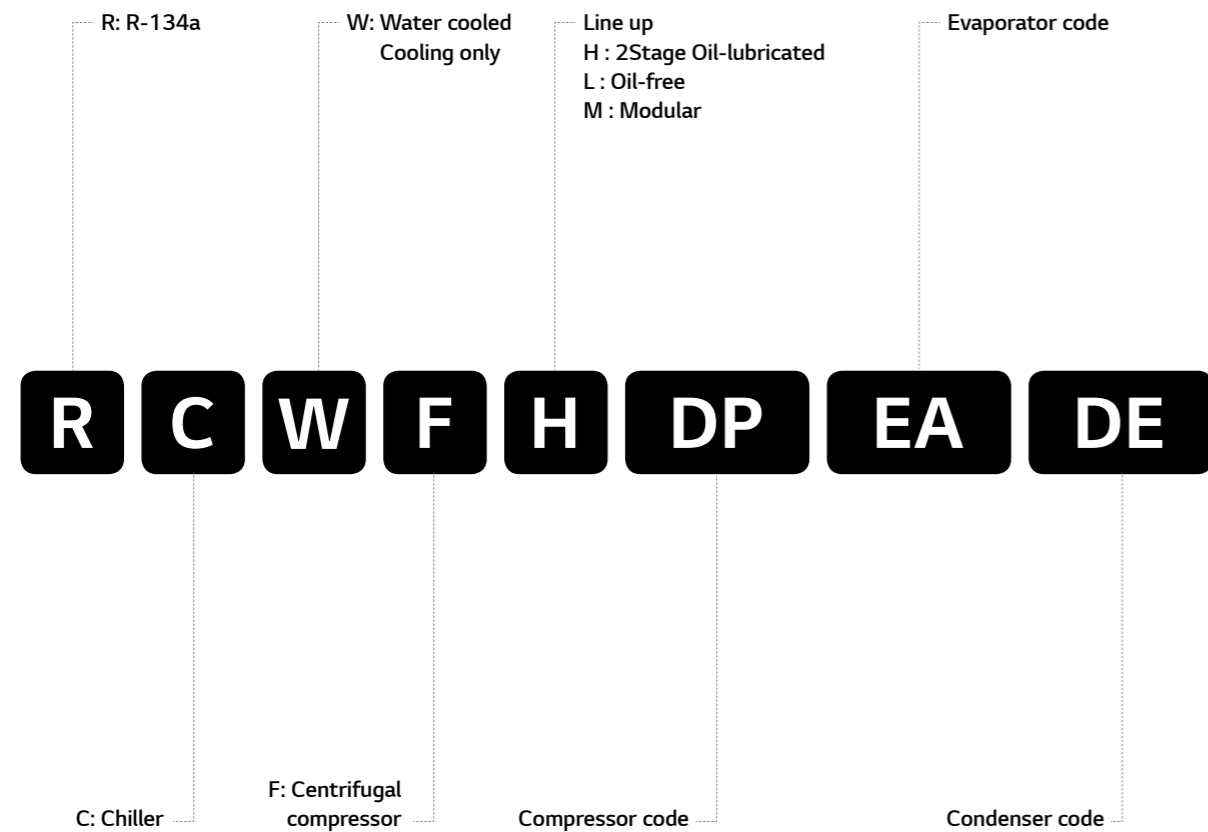 R: R-134a
W: Water cooled
Cooling only
Line up
H : 2Stage Oil-lubricated
L : Oil-free
M : Modular
Evaporator code
R C W F H DP EA DE
C: Chiller
F: Centrifugal
compressor
Compressor code
Condenser code